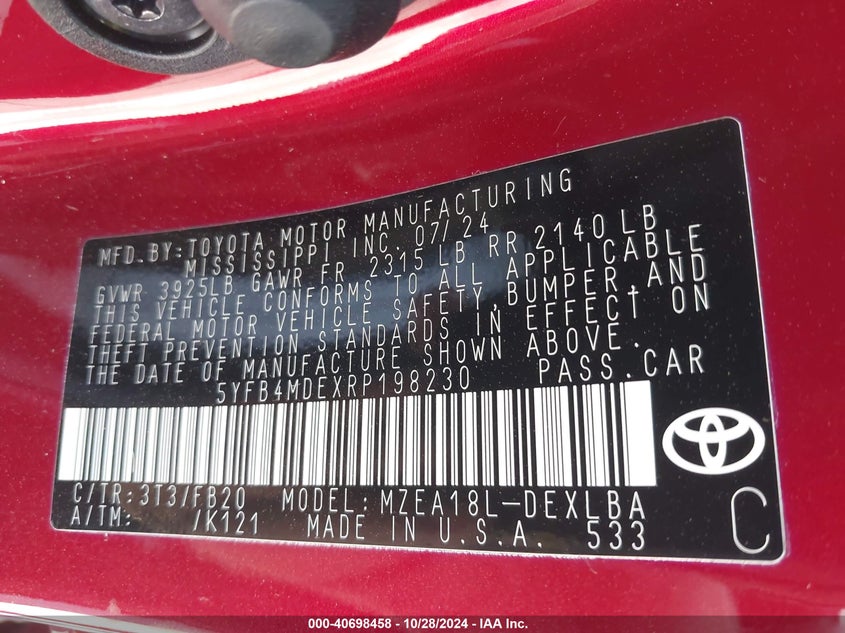 MFD. BY: TOYOTA MOTOR MANUFACTURING
MISSISSIPPI INC. 07/24
GVWR 3925LB GAWR FR 2315 LB RR 2140 LB
THIS VEHICLE CONFORMS TO ALL APPLICABLE
FEDERAL MOTOR VEHICLE SAFETY, BUMPER, AND
THEFT PREVENTION STANDARDS IN EFFECT ON
THE DATE OF MANUFACTURE SHOWN ABOVE.
5YFB4MDEXRP198230 PASS. CAR
C/TR: 3T3/FB20 MODEL: MZEA18L-DEXLBA
A/TM: /K121 MADE IN U.S.A. 533
C
000-40698458 - 10/28/2024 - IAA Inc.